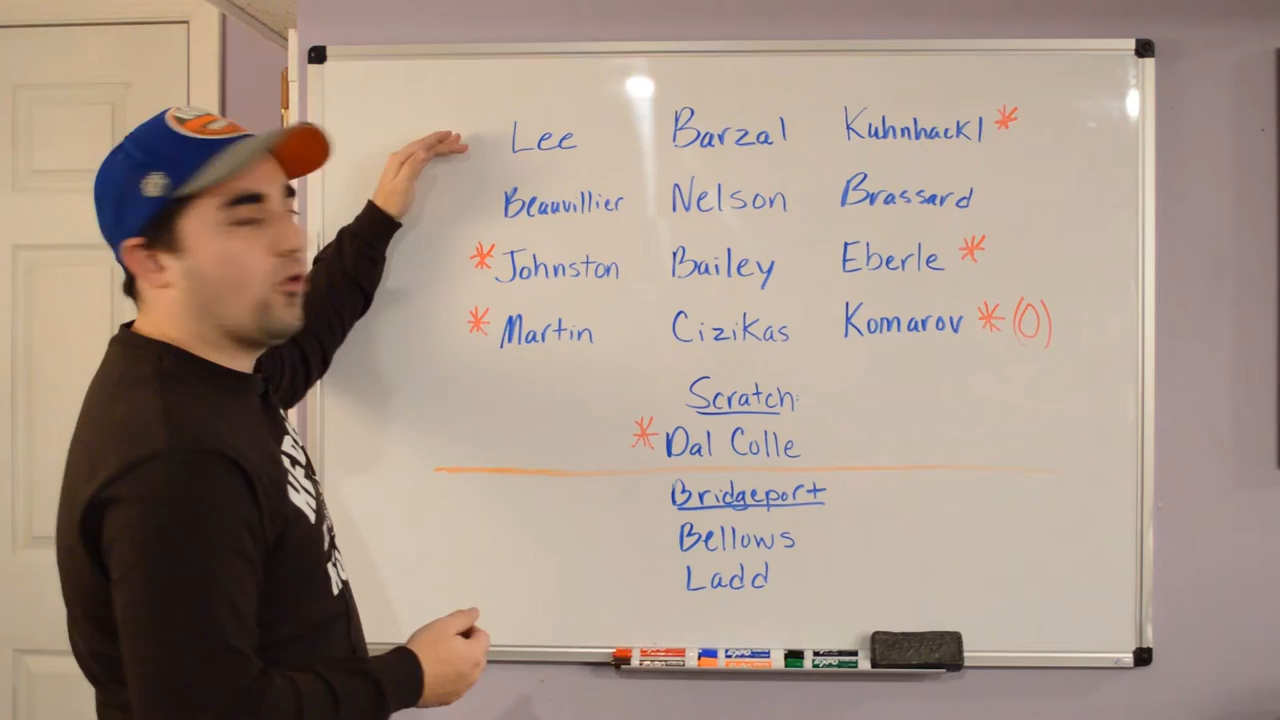 Lee Barzal Kuhnhackl *
Beauvillier Nelson Brassard
* Johnston Bailey Eberle *
* Martin Cizikas Komarov * (0)
Scratch:
* Dal Colle
Bridgeport
Bellows
Ladd